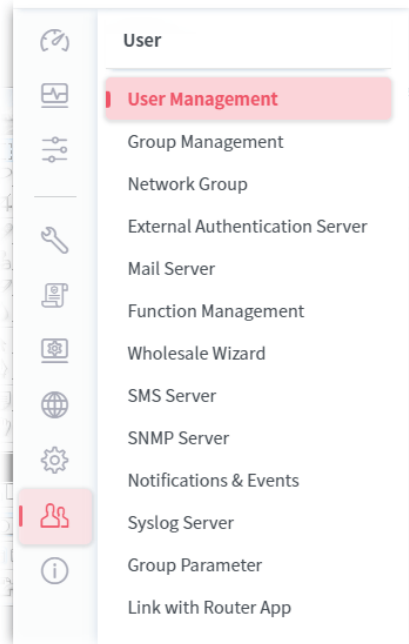 User
User Management
Group Management
Network Group
External Authentication Server
Mail Server
Function Management
Wholesale Wizard
SMS Server
SNMP Server
Notifications & Events
Syslog Server
Group Parameter
Link with Router App